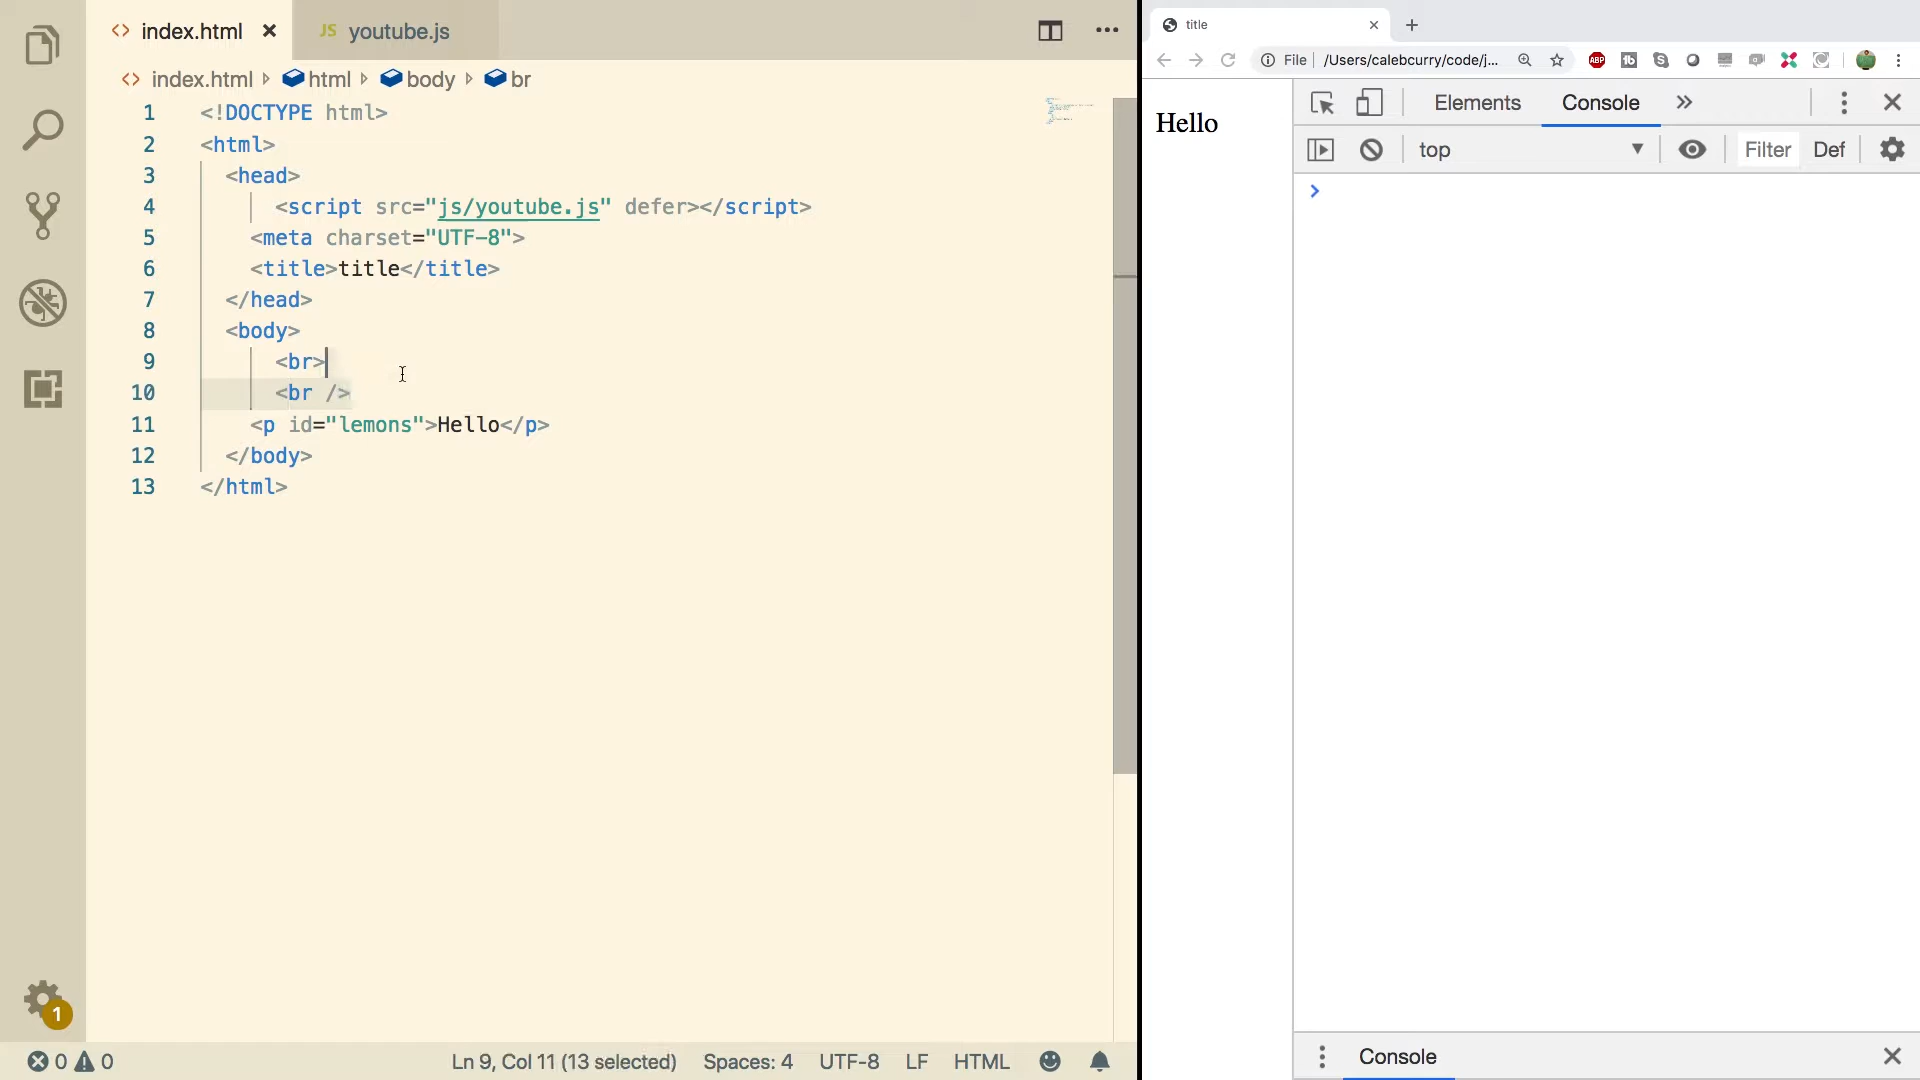 index.html
JS youtube.js
index.html html body br
1 <!DOCTYPE html>
2 <html>
3 <head>
4 <script src="js/youtube.js" defer></script>
5 <meta charset="UTF-8">
6 <title>title</title>
7 </head>
8 <body>
9 <br>
10 <br />
11 <p id="lemons">Hello</p>
12 </body>
13 </html>
1
0 0
Ln 9, Col 11 (13 selected) Spaces: 4 UTF-8 LF HTML
title
File /Users/calebcurry/code/j...
ABP
Hello
Elements Console
top Filter Def
Console